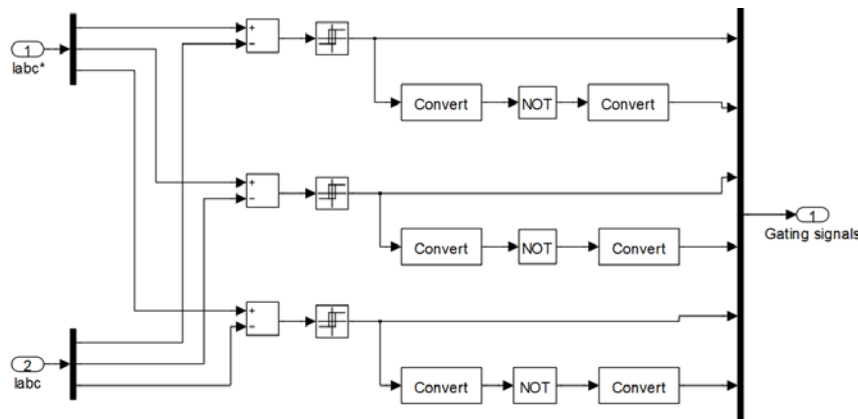 1
Iabc*
+
−
Convert
NOT
Convert
+
−
Convert
NOT
Convert
1
Gating signals
+
−
2
Iabc
Convert
NOT
Convert